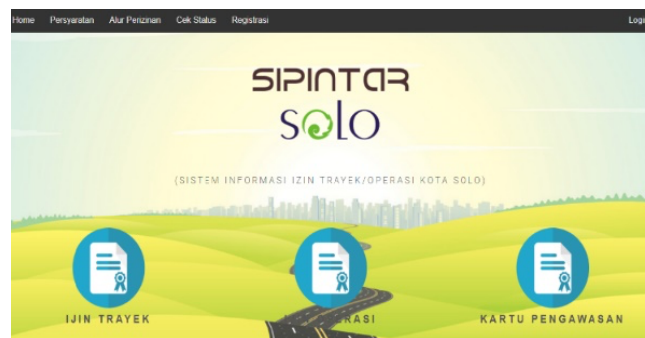 Home Persyaratan Alur Perizinan Cek Status Registrasi
SIPINTAR
solo
(SISTEM INFORMASI IZIN TRAYEK/OPERASI KOTA SOLO)
IJIN TRAYEK
KARTU PENGAWASAN